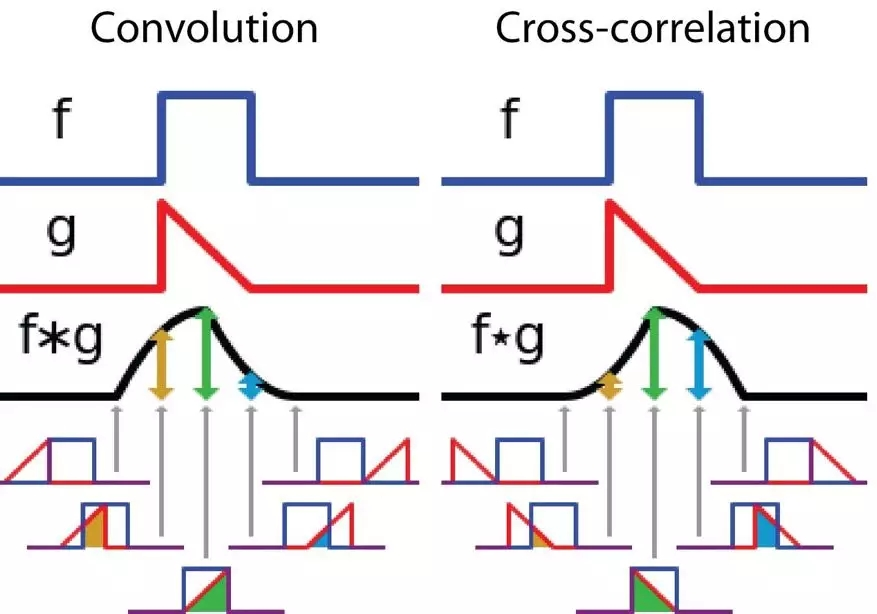 Convolution
f
g
f∗g
Cross-correlation
f
g
f⋆g